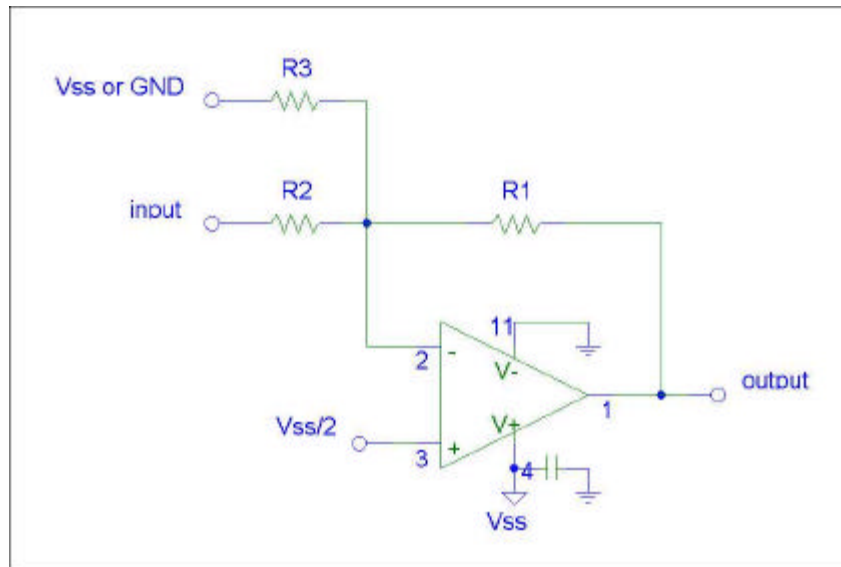 R3
Vss or GND
R2
R1
input
11
2
-
V-
output
1
Vss/2
V+
3
+
4
Vss